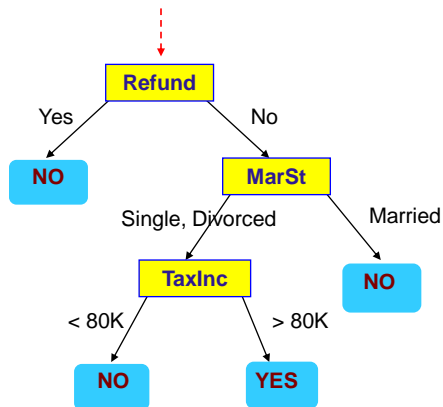 Refund
Yes
No
NO
MarSt
Single, Divorced
Married
TaxInc
NO
< 80K
> 80K
NO
YES